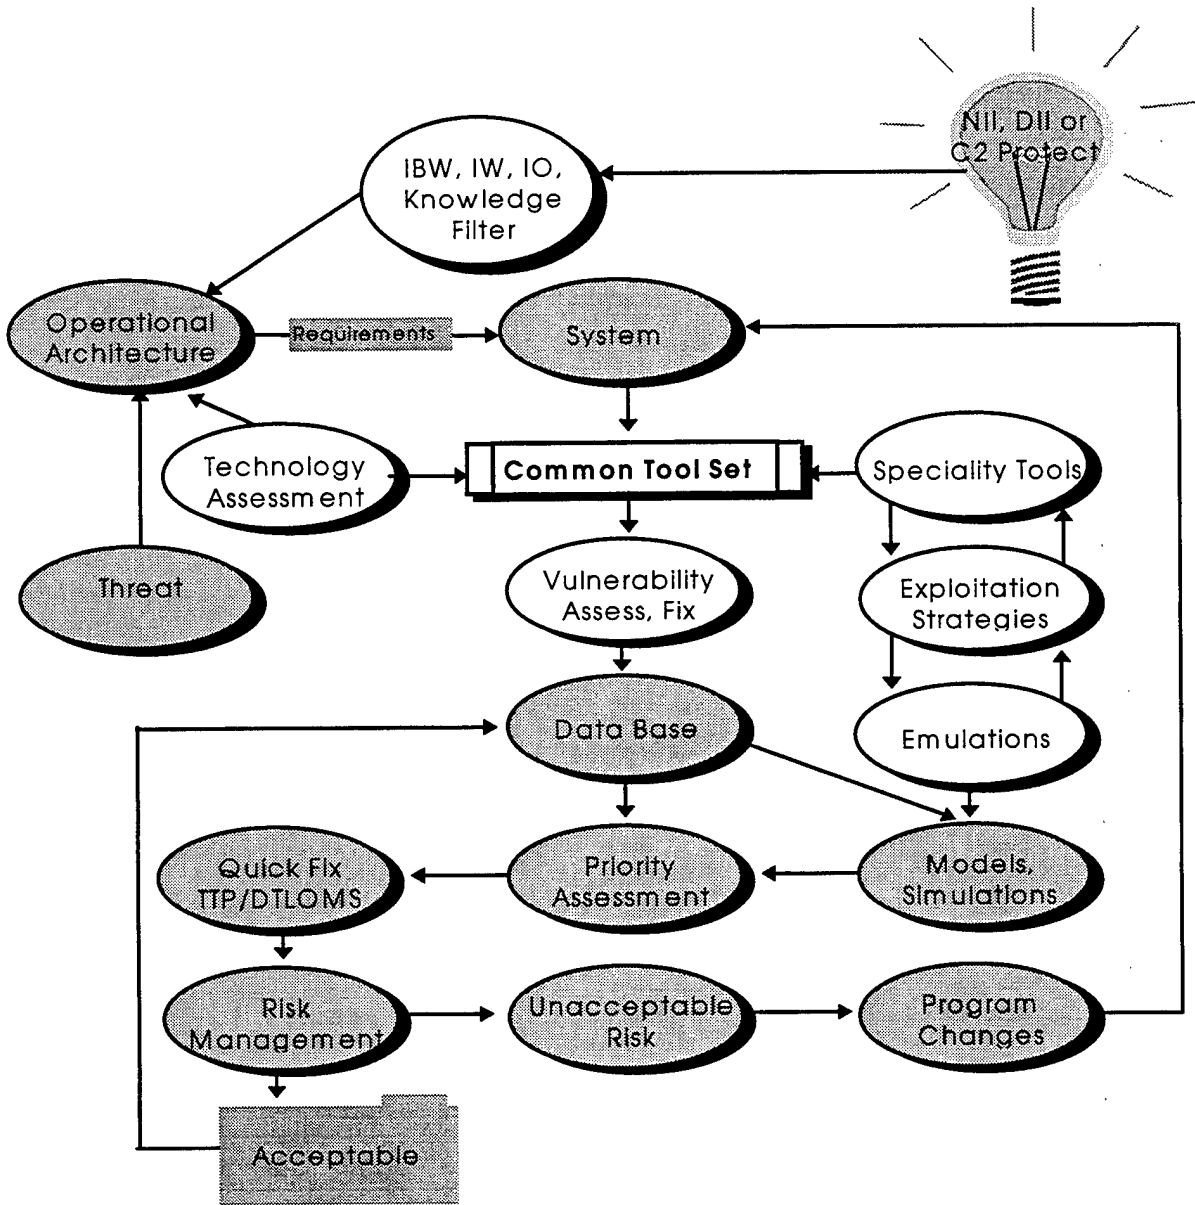 NII, DII or
C2 Protect
IBW, IW, IO,
Knowledge
Filter
Operational
Architecture
Requirements
System
Technology
Assessment
Common Tool Set
Speciality Tools
Threat
Vulnerability
Assess, Fix
Exploitation
Strategies
Data Base
Emulations
Quick Fix
TTP/DTLOMS
Priority
Assessment
Models,
Simulations
Risk
Management
Unacceptable
Risk
Program
Changes
Acceptable